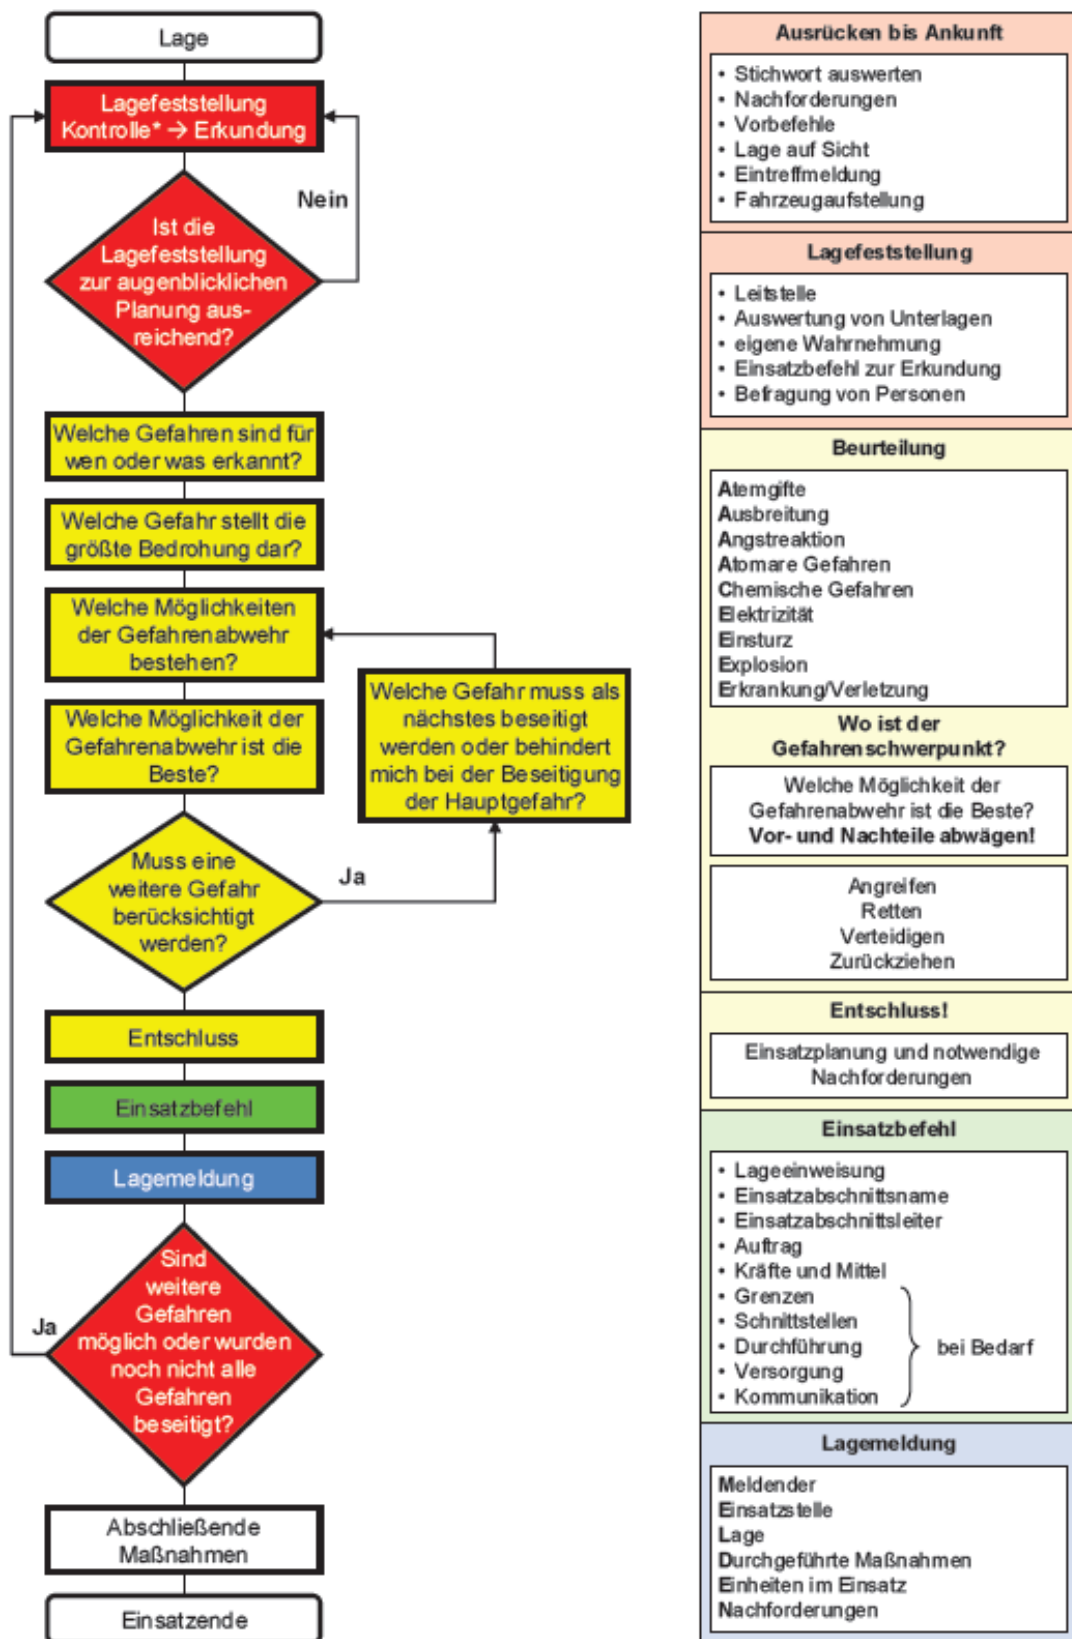 Lage
Lagefeststellung
Kontrolle* → Erkundung
Nein
Ist die
Lagefeststellung
zur augenblicklichen
Planung aus-
reichend?
Welche Gefahren sind für
wen oder was erkannt?
Welche Gefahr stellt die
größte Bedrohung dar?
Welche Möglichkeiten
der Gefahrenabwehr
bestehen?
Welche Möglichkeit der
Gefahrenabwehr ist die
Beste?
Welche Gefahr muss als
nächstes beseitigt
werden oder behindert
mich bei der Beseitigung
der Hauptgefahr?
Muss eine
weitere Gefahr
berücksichtigt
werden?
Ja
Entschluss
Einsatzbefehl
Lagemeldung
Sind
weitere
Gefahren
möglich oder wurden
noch nicht alle
Gefahren
beseitigt?
Ja
Abschließende
Maßnahmen
Einsatzende
Ausrücken bis Ankunft
• Stichwort auswerten
• Nachforderungen
• Vorbefehle
• Lage auf Sicht
• Eintreffmeldung
• Fahrzeugaufstellung
Lagefeststellung
• Leitstelle
• Auswertung von Unterlagen
• eigene Wahrnehmung
• Einsatzbefehl zur Erkundung
• Befragung von Personen
Beurteilung
Atemgifte
Ausbreitung
Angstreaktion
Atomare Gefahren
Chemische Gefahren
Elektrizität
Einsturz
Explosion
Erkrankung/Verletzung
Wo ist der
Gefahrenschwerpunkt?
Welche Möglichkeit der
Gefahrenabwehr ist die Beste?
Vor- und Nachteile abwägen!
Angreifen
Retten
Verteidigen
Zurückziehen
Entschluss!
Einsatzplanung und notwendige
Nachforderungen
Einsatzbefehl
• Lageeinweisung
• Einsatzabschnittsname
• Einsatzabschnittsleiter
• Auftrag
• Kräfte und Mittel
• Grenzen
• Schnittstellen
• Durchführung
• Versorgung
• Kommunikation
bei Bedarf
Lagemeldung
Meldender
Einsatzstelle
Lage
Durchgeführte Maßnahmen
Einheiten im Einsatz
Nachforderungen